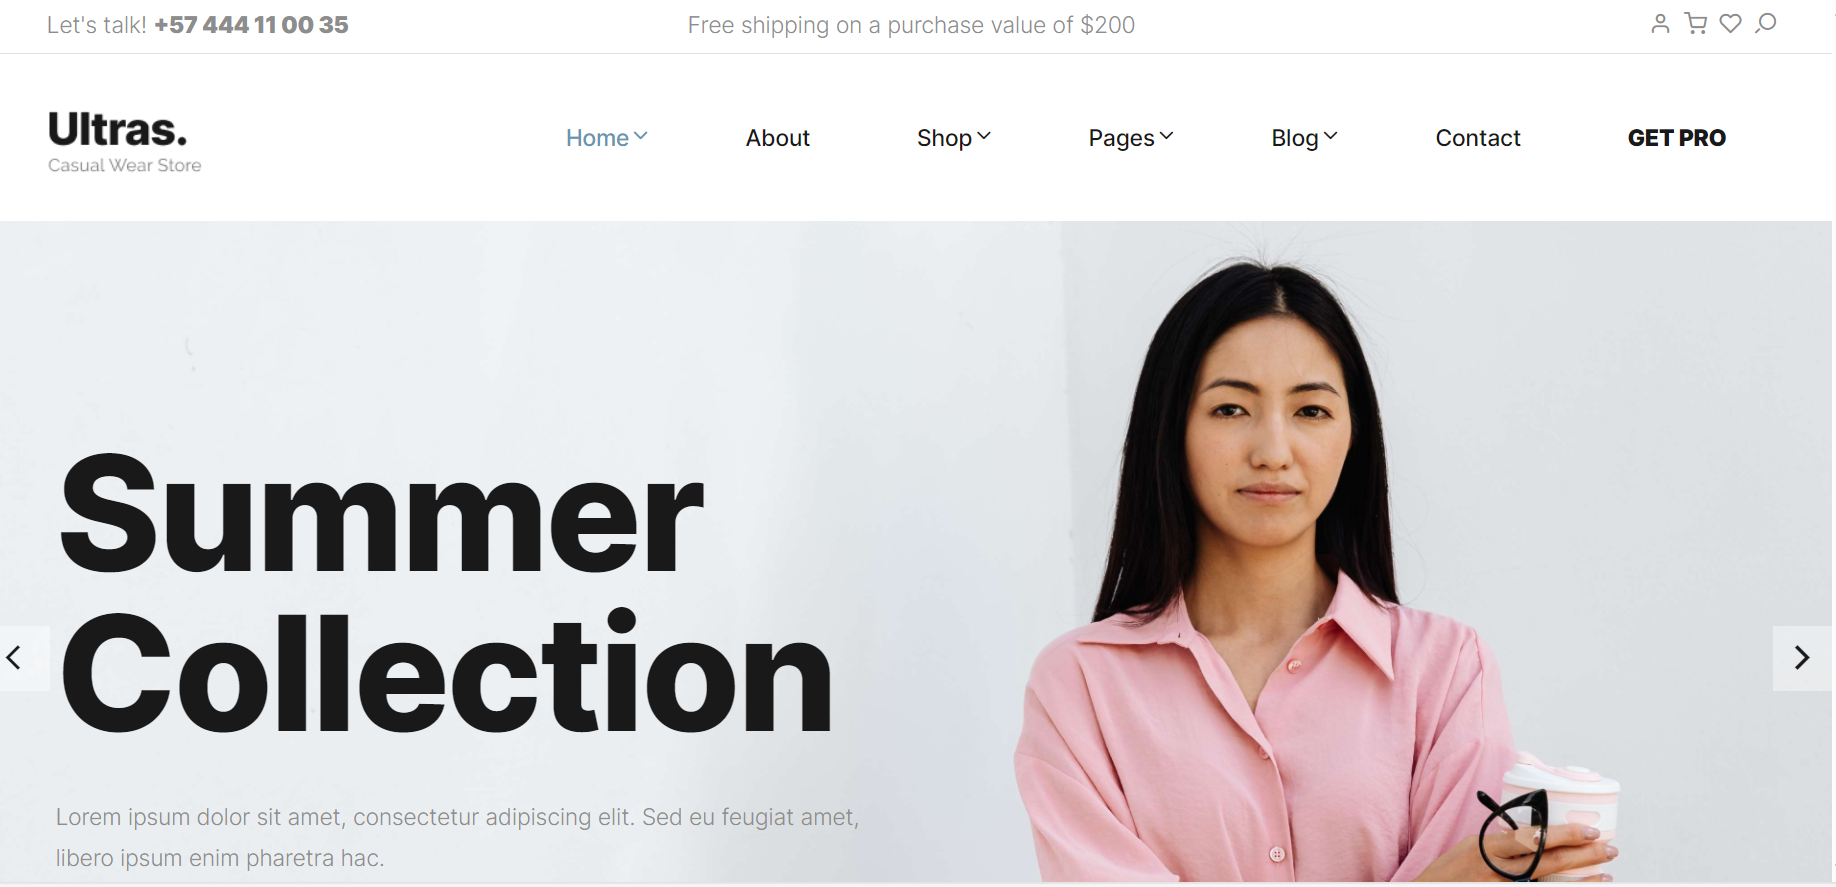 Let's talk! +57 444 11 00 35
Free shipping on a purchase value of $200
Ultras.
Casual Wear Store
Home
About
Shop
Pages
Blog
Contact
GET PRO
Summer
Collection
Lorem ipsum dolor sit amet, consectetur adipiscing elit. Sed eu feugiat amet,
libero ipsum enim pharetra hac.